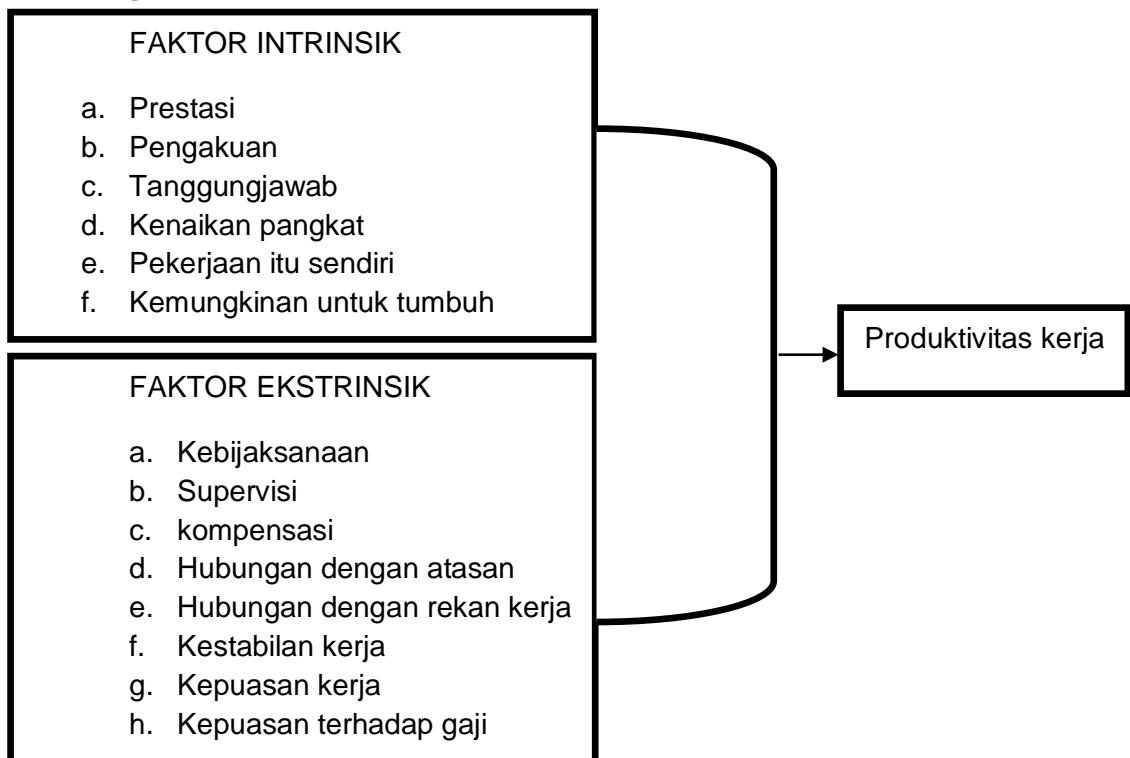 FAKTOR INTRINSIK
a. Prestasi
b. Pengakuan
c. Tanggungjawab
d. Kenaikan pangkat
e. Pekerjaan itu sendiri
f. Kemungkinan untuk tumbuh
FAKTOR EKSTRINSIK
a. Kebijaksanaan
b. Supervisi
c. kompensasi
d. Hubungan dengan atasan
e. Hubungan dengan rekan kerja
f. Kestabilan kerja
g. Kepuasan kerja
h. Kepuasan terhadap gaji
Produktivitas kerja